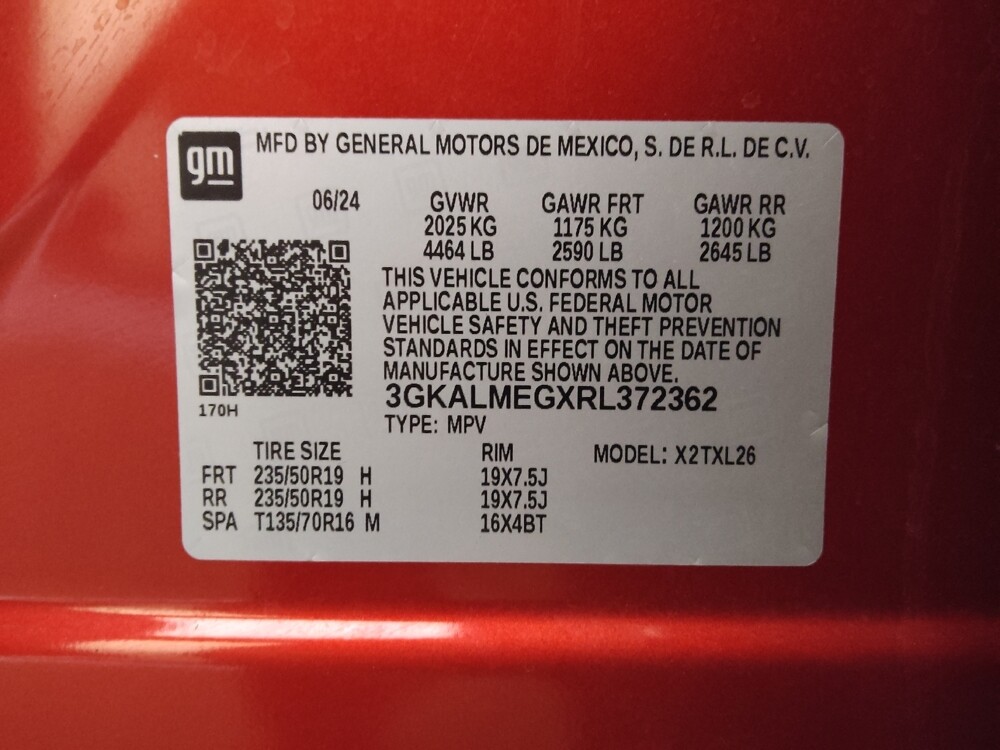 gm
MFD BY GENERAL MOTORS DE MEXICO, S. DE R.L. DE C.V.
06/24 GVWR GAWR FRT GAWR RR
2025 KG 1175 KG 1200 KG
4464 LB 2590 LB 2645 LB
THIS VEHICLE CONFORMS TO ALL
APPLICABLE U.S. FEDERAL MOTOR
VEHICLE SAFETY AND THEFT PREVENTION
STANDARDS IN EFFECT ON THE DATE OF
MANUFACTURE SHOWN ABOVE.
3GKALMEGXRL372362
170H
TYPE: MPV
TIRE SIZE RIM MODEL: X2TXL26
FRT 235/50R19 H 19X7.5J
RR 235/50R19 H 19X7.5J
SPA T135/70R16 M 16X4BT